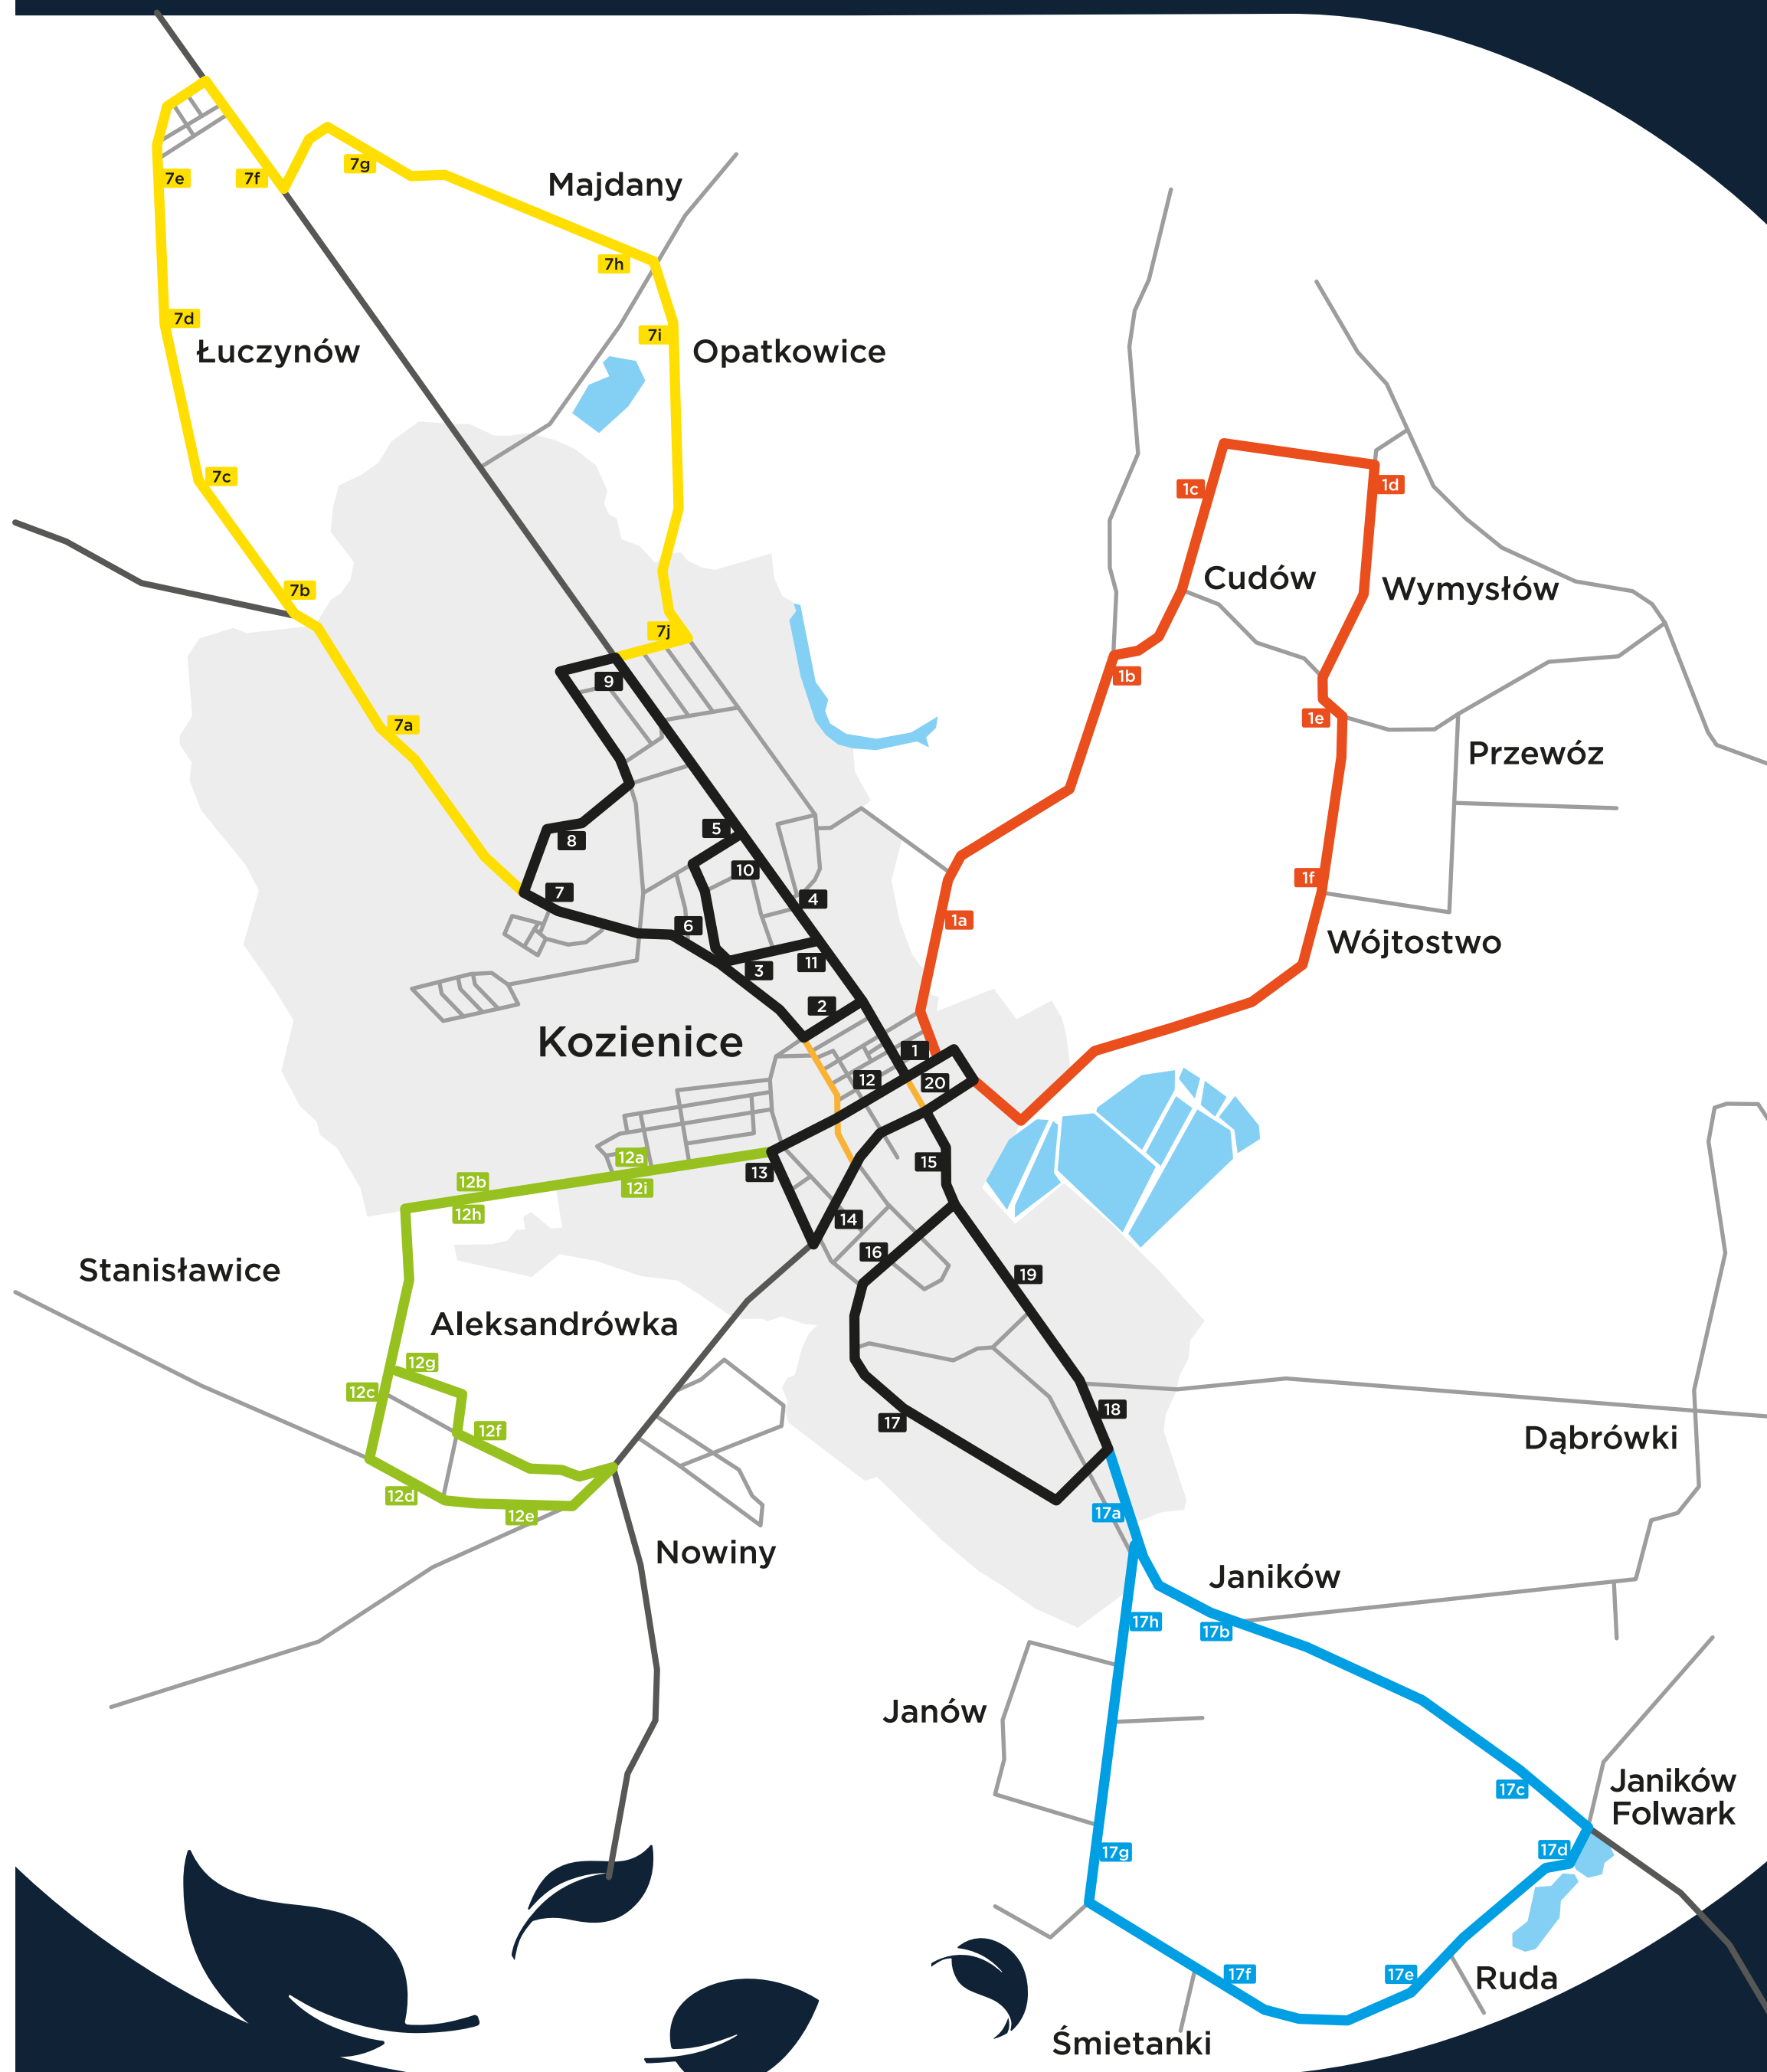 7e
7f
7g
Majdany
7h
7d
7i
Łuczynów
Opatkowice
7c
1c
1d
Cudów
Wymysłów
7b
7j
1b
9
1e
7a
Przewóz
5
8
10
1f
7
4
1a
6
Wójtostwo
11
3
2
Kozienice
1
12
20
12a
15
13
12b
12i
12h
14
16
Stanisławice
19
Aleksandrówka
12g
12c
18
17
12f
Dąbrówki
12d
17a
12e
Nowiny
Janików
17h
17b
Janów
Janików
Folwark
17c
17d
17g
17f
17e
Ruda
Śmietanki